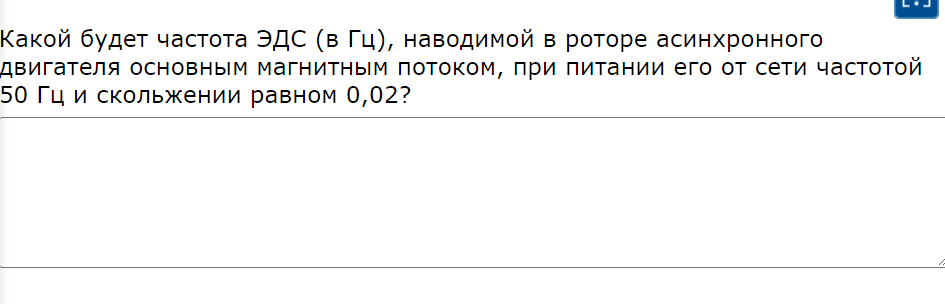 Какой будет частота ЭДС (в Гц), наводимой в роторе асинхронного
двигателя основным магнитным потоком, при питании его от сети частотой
50 Гц и скольжении равном 0,02?